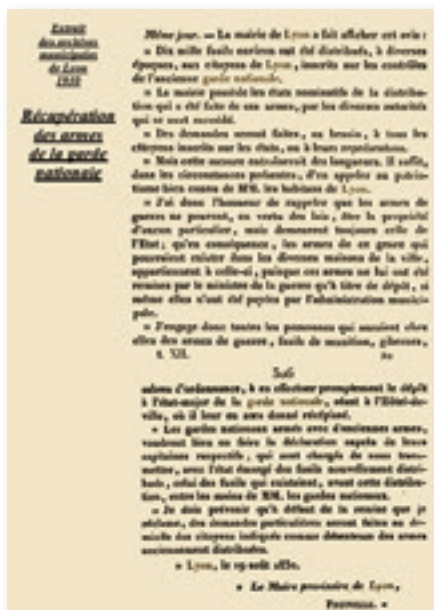 Extrait
des archives
municipales
de Lyon
1930
Récupération
des armes
de la garde
nationale
Même jour. — La mairie de Lyon a fait afficher cet avis :
« Dix mille fusils environ ont été distribués, à diverses
époques, aux citoyens de Lyon, inscrits sur les contrôles
de l'ancienne garde nationale.
« La mairie possède les états nominatifs de la distribu-
tion qui a été faite de ces armes, par les diverses autorités
qui se sont succédé.
« Des demandes seront faites, au besoin, à tous les
citoyens inscrits sur les états, ou à leurs représentans.
« Mais cette mesure entraînerait des longueurs. Il suffit,
dans les circonstances présentes, d'en appeler au patrio-
tisme bien connu de MM. les habitans de Lyon.
« J'ai donc l'honneur de rappeler que les armes de
guerre ne peuvent, en vertu des lois, être la propriété
d'aucun particulier, mais demeurent toujours celle de
l'Etat ; qu'en conséquence, les armes de ce genre qui
pourraient exister dans les diverses maisons de la ville,
appartiennent à celle-ci, puisque ces armes ne lui ont été
remises par le ministre de la guerre qu'à titre de dépôt, si
même elles n'ont été payées par l'administration munici-
pale.
« J'engage donc toutes les personnes qui auraient chez
elles des armes de guerre, fusils de munition, gibernes,
t. XII.
306
sabres d'ordonnance, à en effectuer promptement le dépôt
à l'état-major de la garde nationale, séant à l'Hôtel-de-
ville, où il leur en sera donné récépissé.
« Les gardes nationaux armés avec d'anciennes armes,
voudront bien en faire la déclaration auprès de leurs
capitaines respectifs, qui sont chargés de nous trans-
mettre, avec l'état émargé des fusils nouvellement distri-
bués, celui des fusils qui existaient, avant cette distribu-
tion, entre les mains de MM. les gardes nationaux.
« Je dois prévenir qu'à défaut de la remise que je
réclame, des demandes particulières seront faites au do-
micile des citoyens indiqués comme détenteurs des armes
anciennement distribuées.
« Lyon, le 19 août 1830.
« Le Maire provisoire de Lyon,
PRUNELLE. »